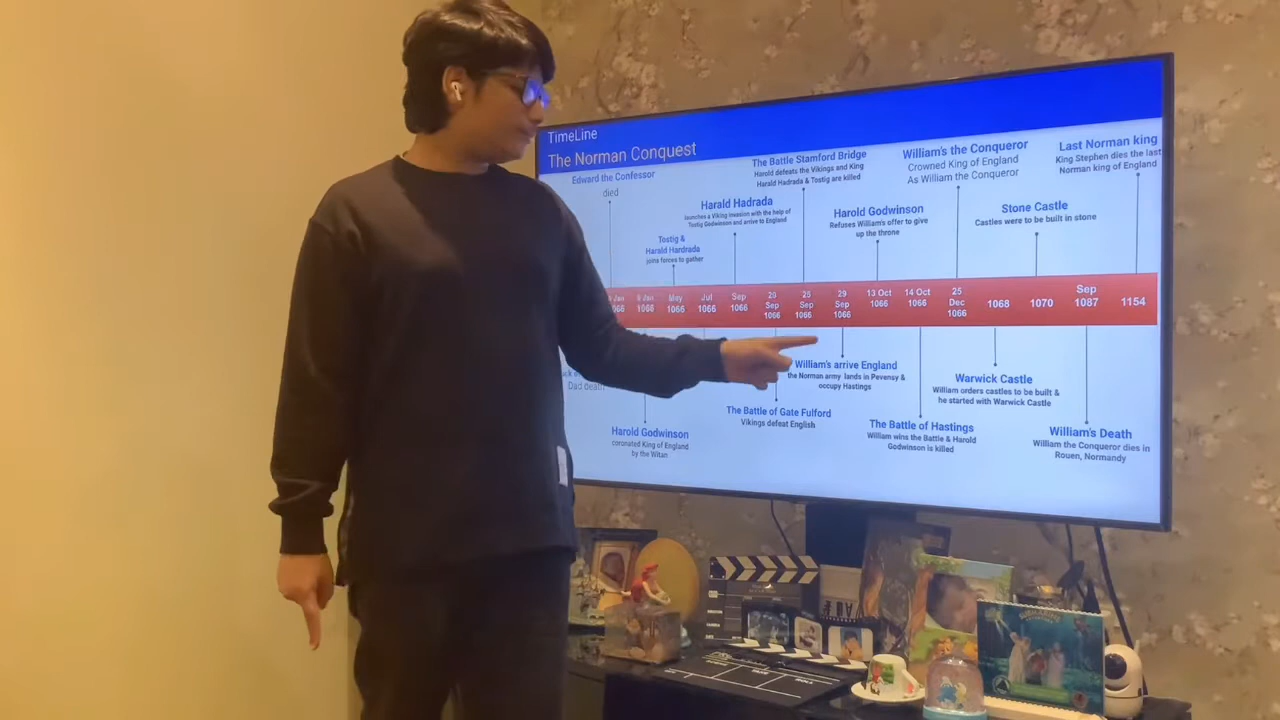 TimeLine
The Norman Conquest
Edward the Confessor
died
Tostig &
Harald Hardrada
joins forces to gather
Harald Hadrada
launches a Viking invasion with the help of
Tostig Godwinson and arrive to England
The Battle Stamford Bridge
Harold defeats the Vikings and King
Harald Hadrada & Tostig are killed
Harold Godwinson
Refuses William's offer to give
up the throne
William's the Conqueror
Crowned King of England
As William the Conqueror
Stone Castle
Castles were to be built in stone
Last Norman king
King Stephen dies the last
Norman king of England
Jan
066
Jan
1066
May
1066
Jul
1066
Sep
1066
20
Sep
1066
25
Sep
1066
29
Sep
1066
13 Oct
1066
14 Oct
1066
25
Dec
1066
1068
1070
Sep
1087
1154
Dad death
Harold Godwinson
coronated King of England
by the Witan
The Battle of Gate Fulford
Vikings defeat English
William's arrive England
the Norman army lands in Pevensy &
occupy Hastings
The Battle of Hastings
William wins the Battle & Harold
Godwinson is killed
Warwick Castle
William orders castles to be built &
he started with Warwick Castle
William's Death
William the Conqueror dies in
Rouen, Normandy